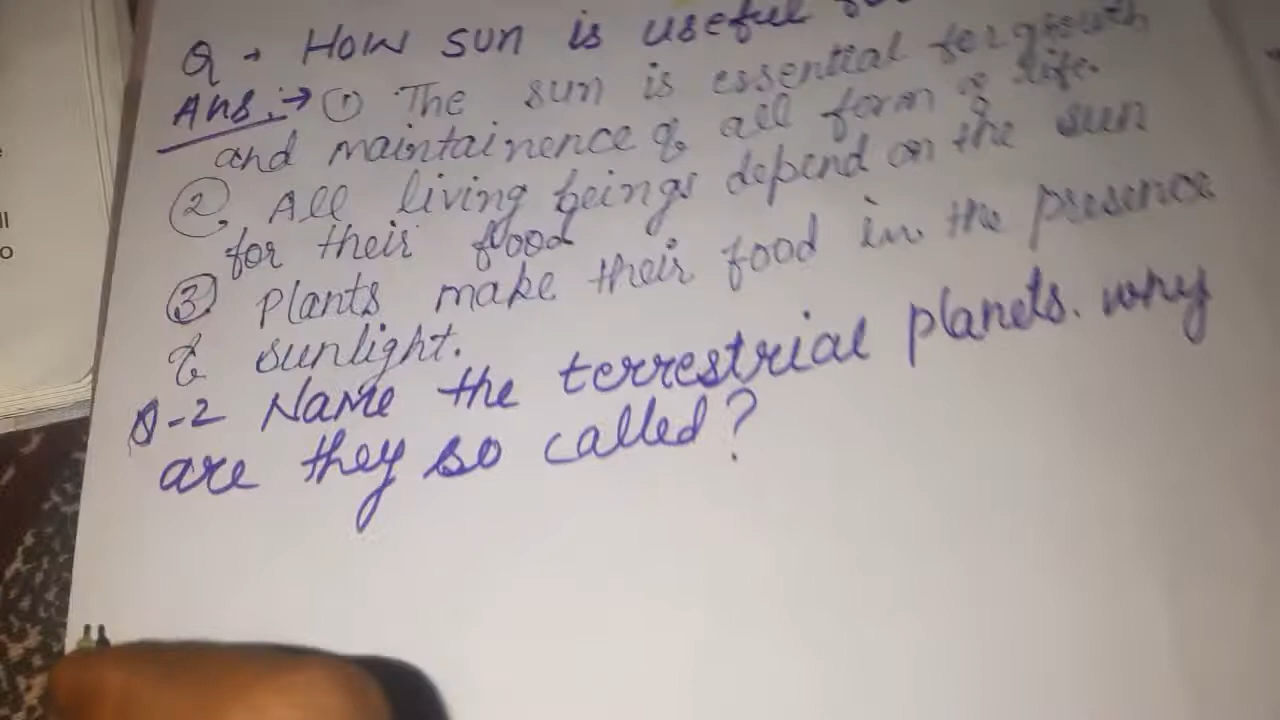 Q → How sun is useful
Ans:→ ① The sun is essential for growth
and maintainence of all form of life.
②. All living beings depend on the sun
for their food
③ Plants make their food in the presence
of sunlight.
Q-2 Name the terrestrial planets. why
are they so called?